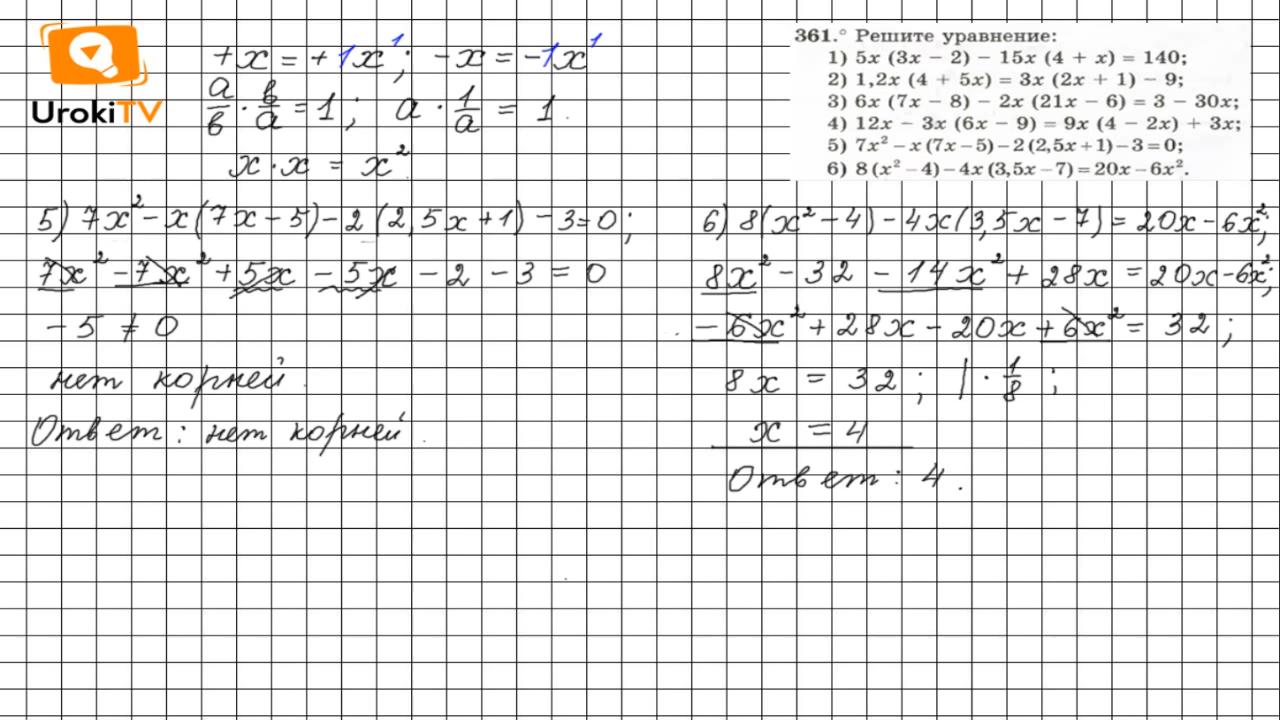 UrokiTV
+x = +1x¹; -x = -1x¹
a/в · в/a = 1; a · 1/a = 1.
x · x = x².
361.° Решите уравнение:
1) 5x (3x − 2) − 15x (4 + x) = 140;
2) 1,2x (4 + 5x) = 3x (2x + 1) − 9;
3) 6x (7x − 8) − 2x (21x − 6) = 3 − 30x;
4) 12x − 3x (6x − 9) = 9x (4 − 2x) + 3x;
5) 7x² − x (7x − 5) − 2 (2,5x + 1) − 3 = 0;
6) 8 (x² − 4) − 4x (3,5x − 7) = 20x − 6x².
5) 7x² − x(7x − 5) − 2 (2,5x + 1) − 3 = 0;
7x² − 7x² + 5x − 5x − 2 − 3 = 0
− 5 ≠ 0
нет корней.
Ответ: нет корней.
6) 8(x² − 4) − 4x(3,5x − 7) = 20x − 6x²;
8x² − 32 − 14x² + 28x = 20x − 6x²;
− 6x² + 28x − 20x + 6x² = 32;
8x = 32; | · 1/8;
x = 4
Ответ: 4.